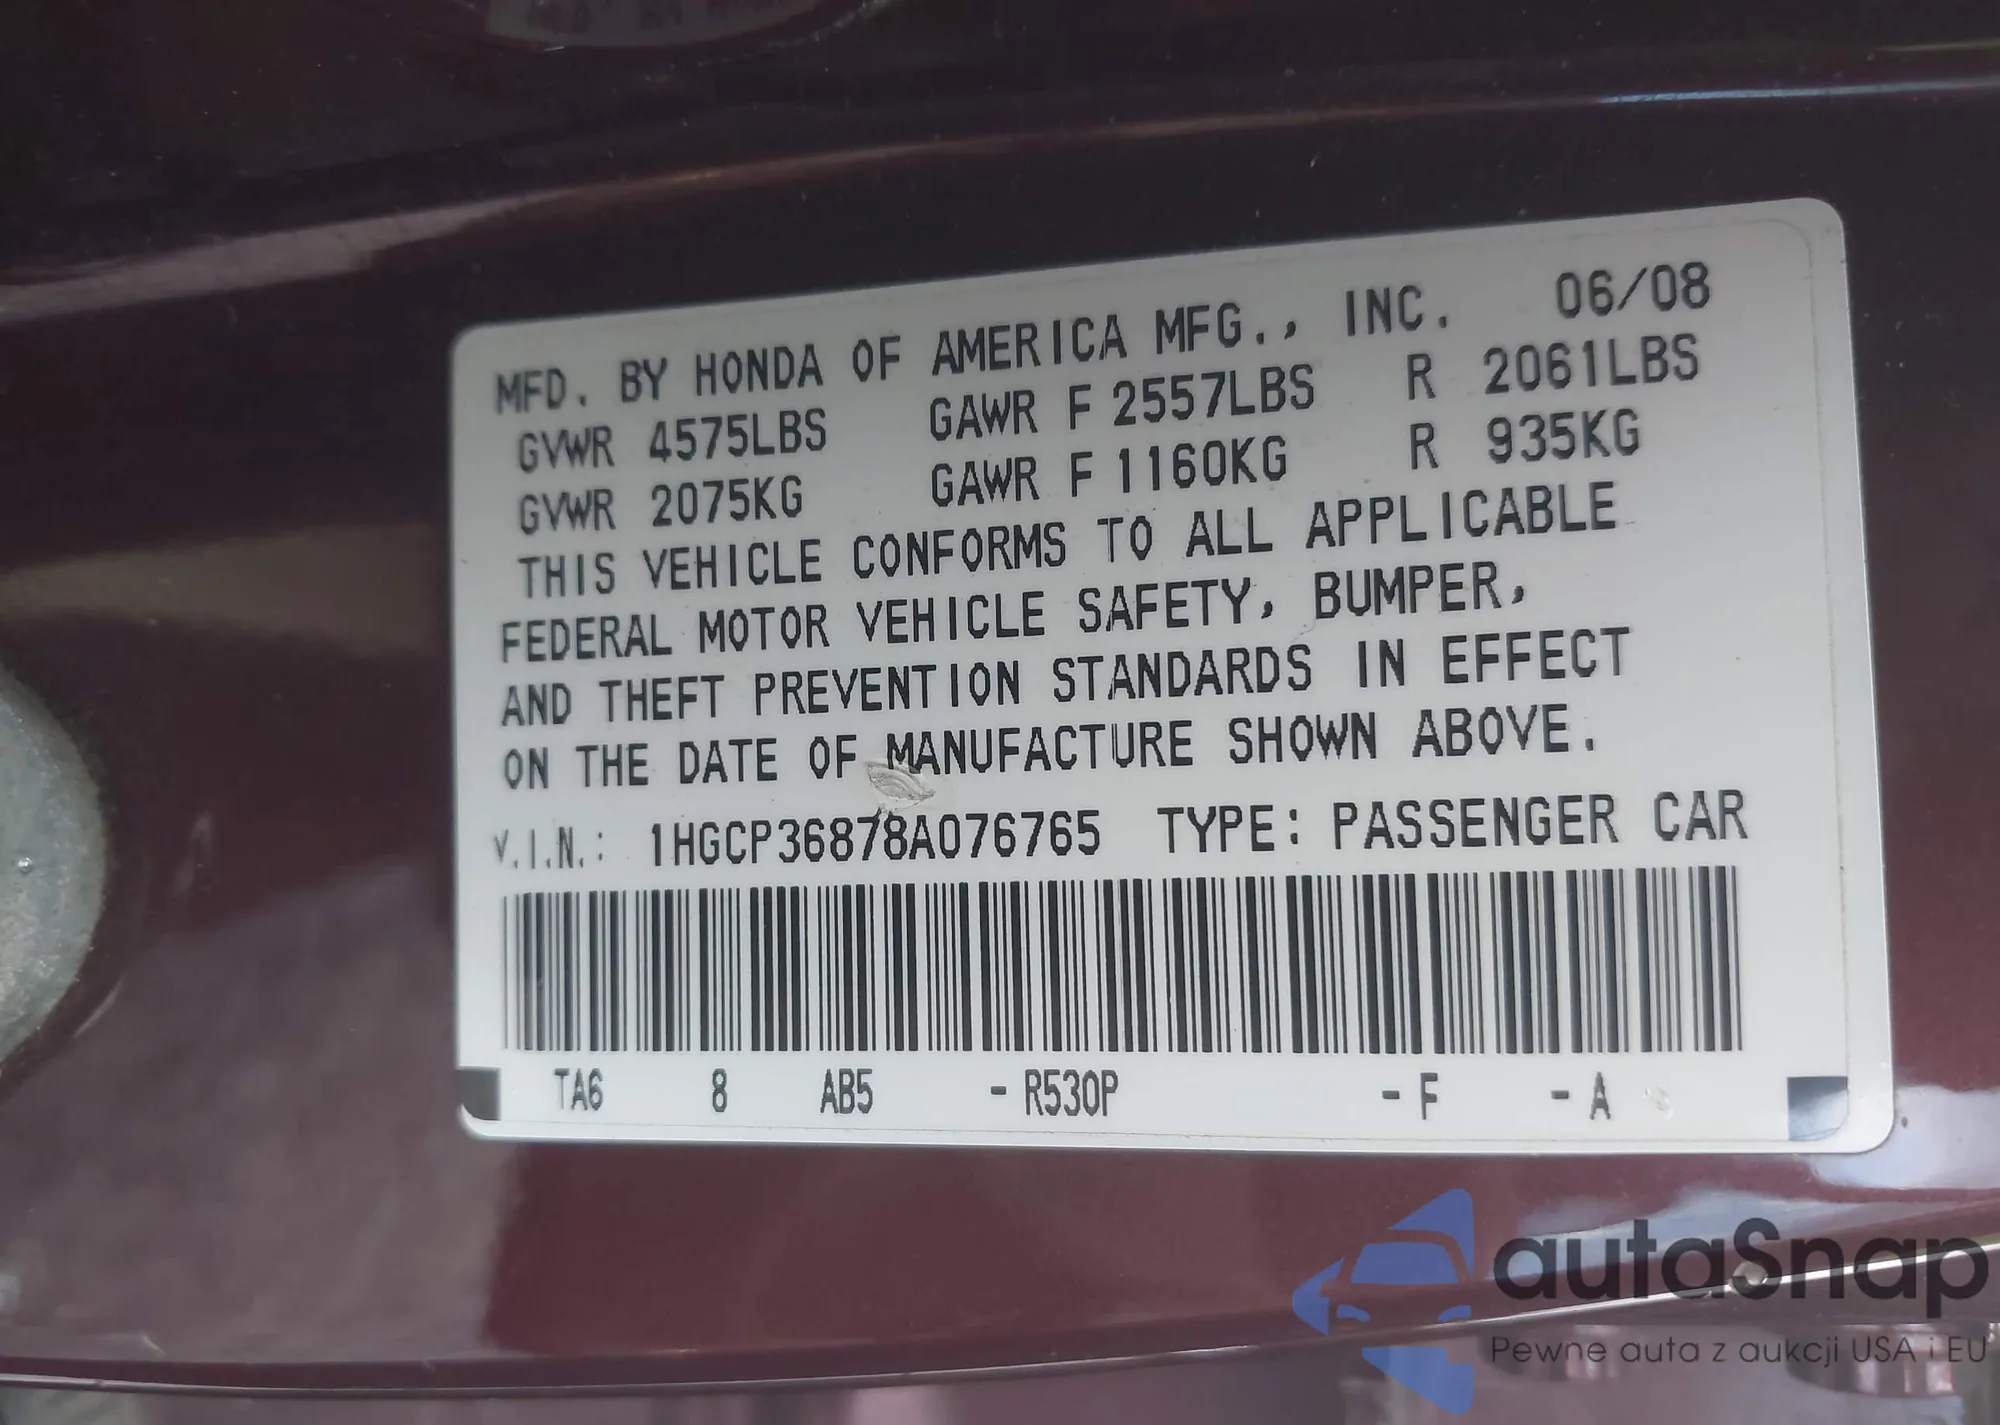 MFD. BY HONDA OF AMERICA MFG., INC. 06/08
GVWR 4575LBS GAWR F 2557LBS R 2061LBS
GVWR 2075KG GAWR F 1160KG R 935KG
THIS VEHICLE CONFORMS TO ALL APPLICABLE
FEDERAL MOTOR VEHICLE SAFETY, BUMPER,
AND THEFT PREVENTION STANDARDS IN EFFECT
ON THE DATE OF MANUFACTURE SHOWN ABOVE.
V.I.N.: 1HGCP36878A076765 TYPE: PASSENGER CAR
TA6 8 AB5 - R530P - F - A
autaSnap
Pewne auta z aukcji USA i EU